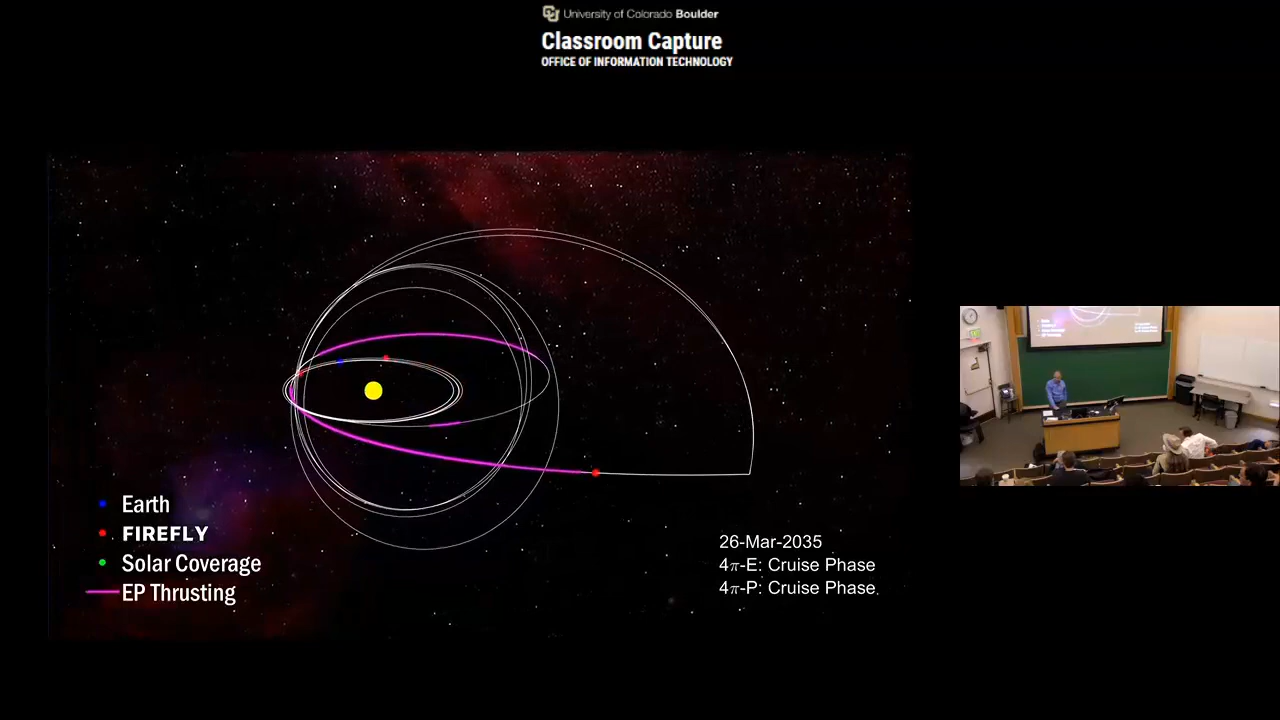 University of Colorado Boulder
Classroom Capture
OFFICE OF INFORMATION TECHNOLOGY
Earth
FIREFLY
Solar Coverage
EP Thrusting
26-Mar-2035
4π-E: Cruise Phase
4π-P: Cruise Phase